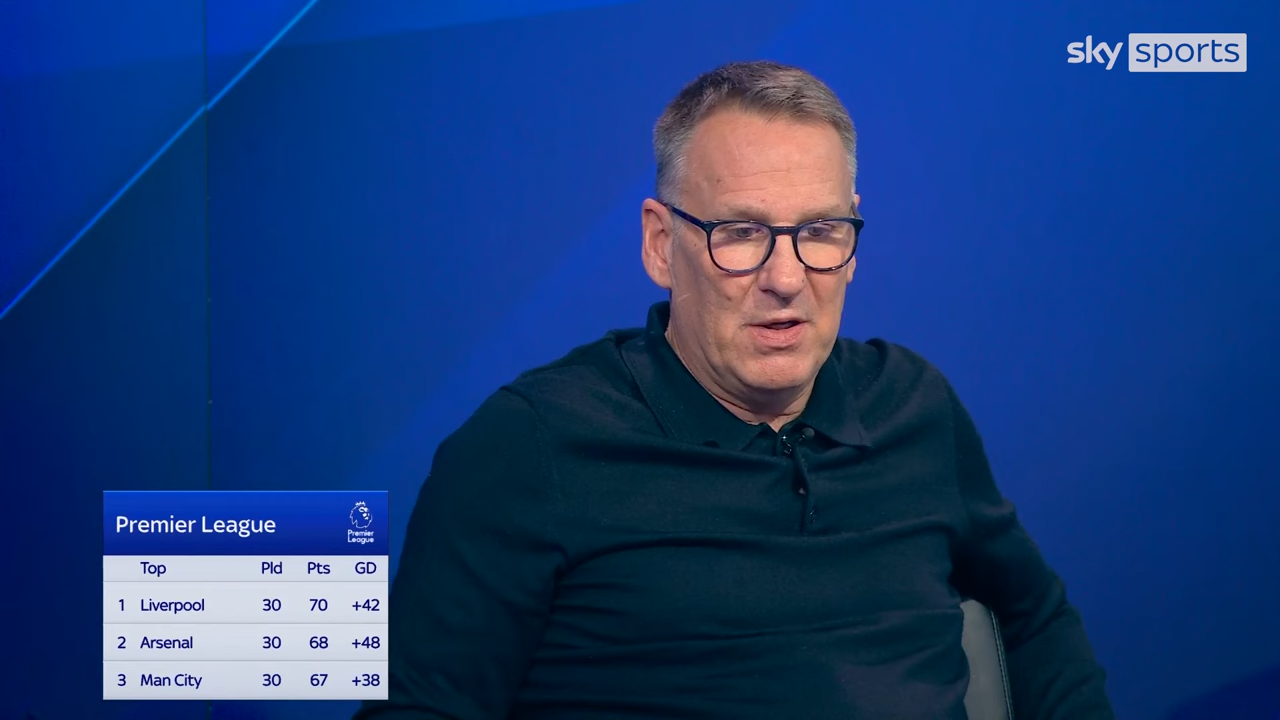 sky sports
Premier League
Premier
League
Top Pld Pts GD
1 Liverpool 30 70 +42
2 Arsenal 30 68 +48
3 Man City 30 67 +38